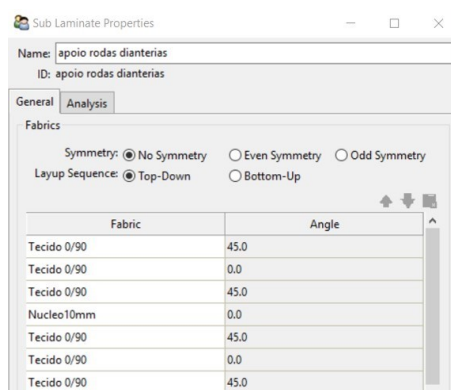 Sub Laminate Properties
Name: apoio rodas dianterias
ID: apoio rodas dianterias
General Analysis
Fabrics
Symmetry: No Symmetry Even Symmetry Odd Symmetry
Layup Sequence: Top-Down Bottom-Up
Fabric Angle
Tecido 0/90 45.0
Tecido 0/90 0.0
Tecido 0/90 45.0
Nucleo10mm 0.0
Tecido 0/90 45.0
Tecido 0/90 0.0
Tecido 0/90 45.0